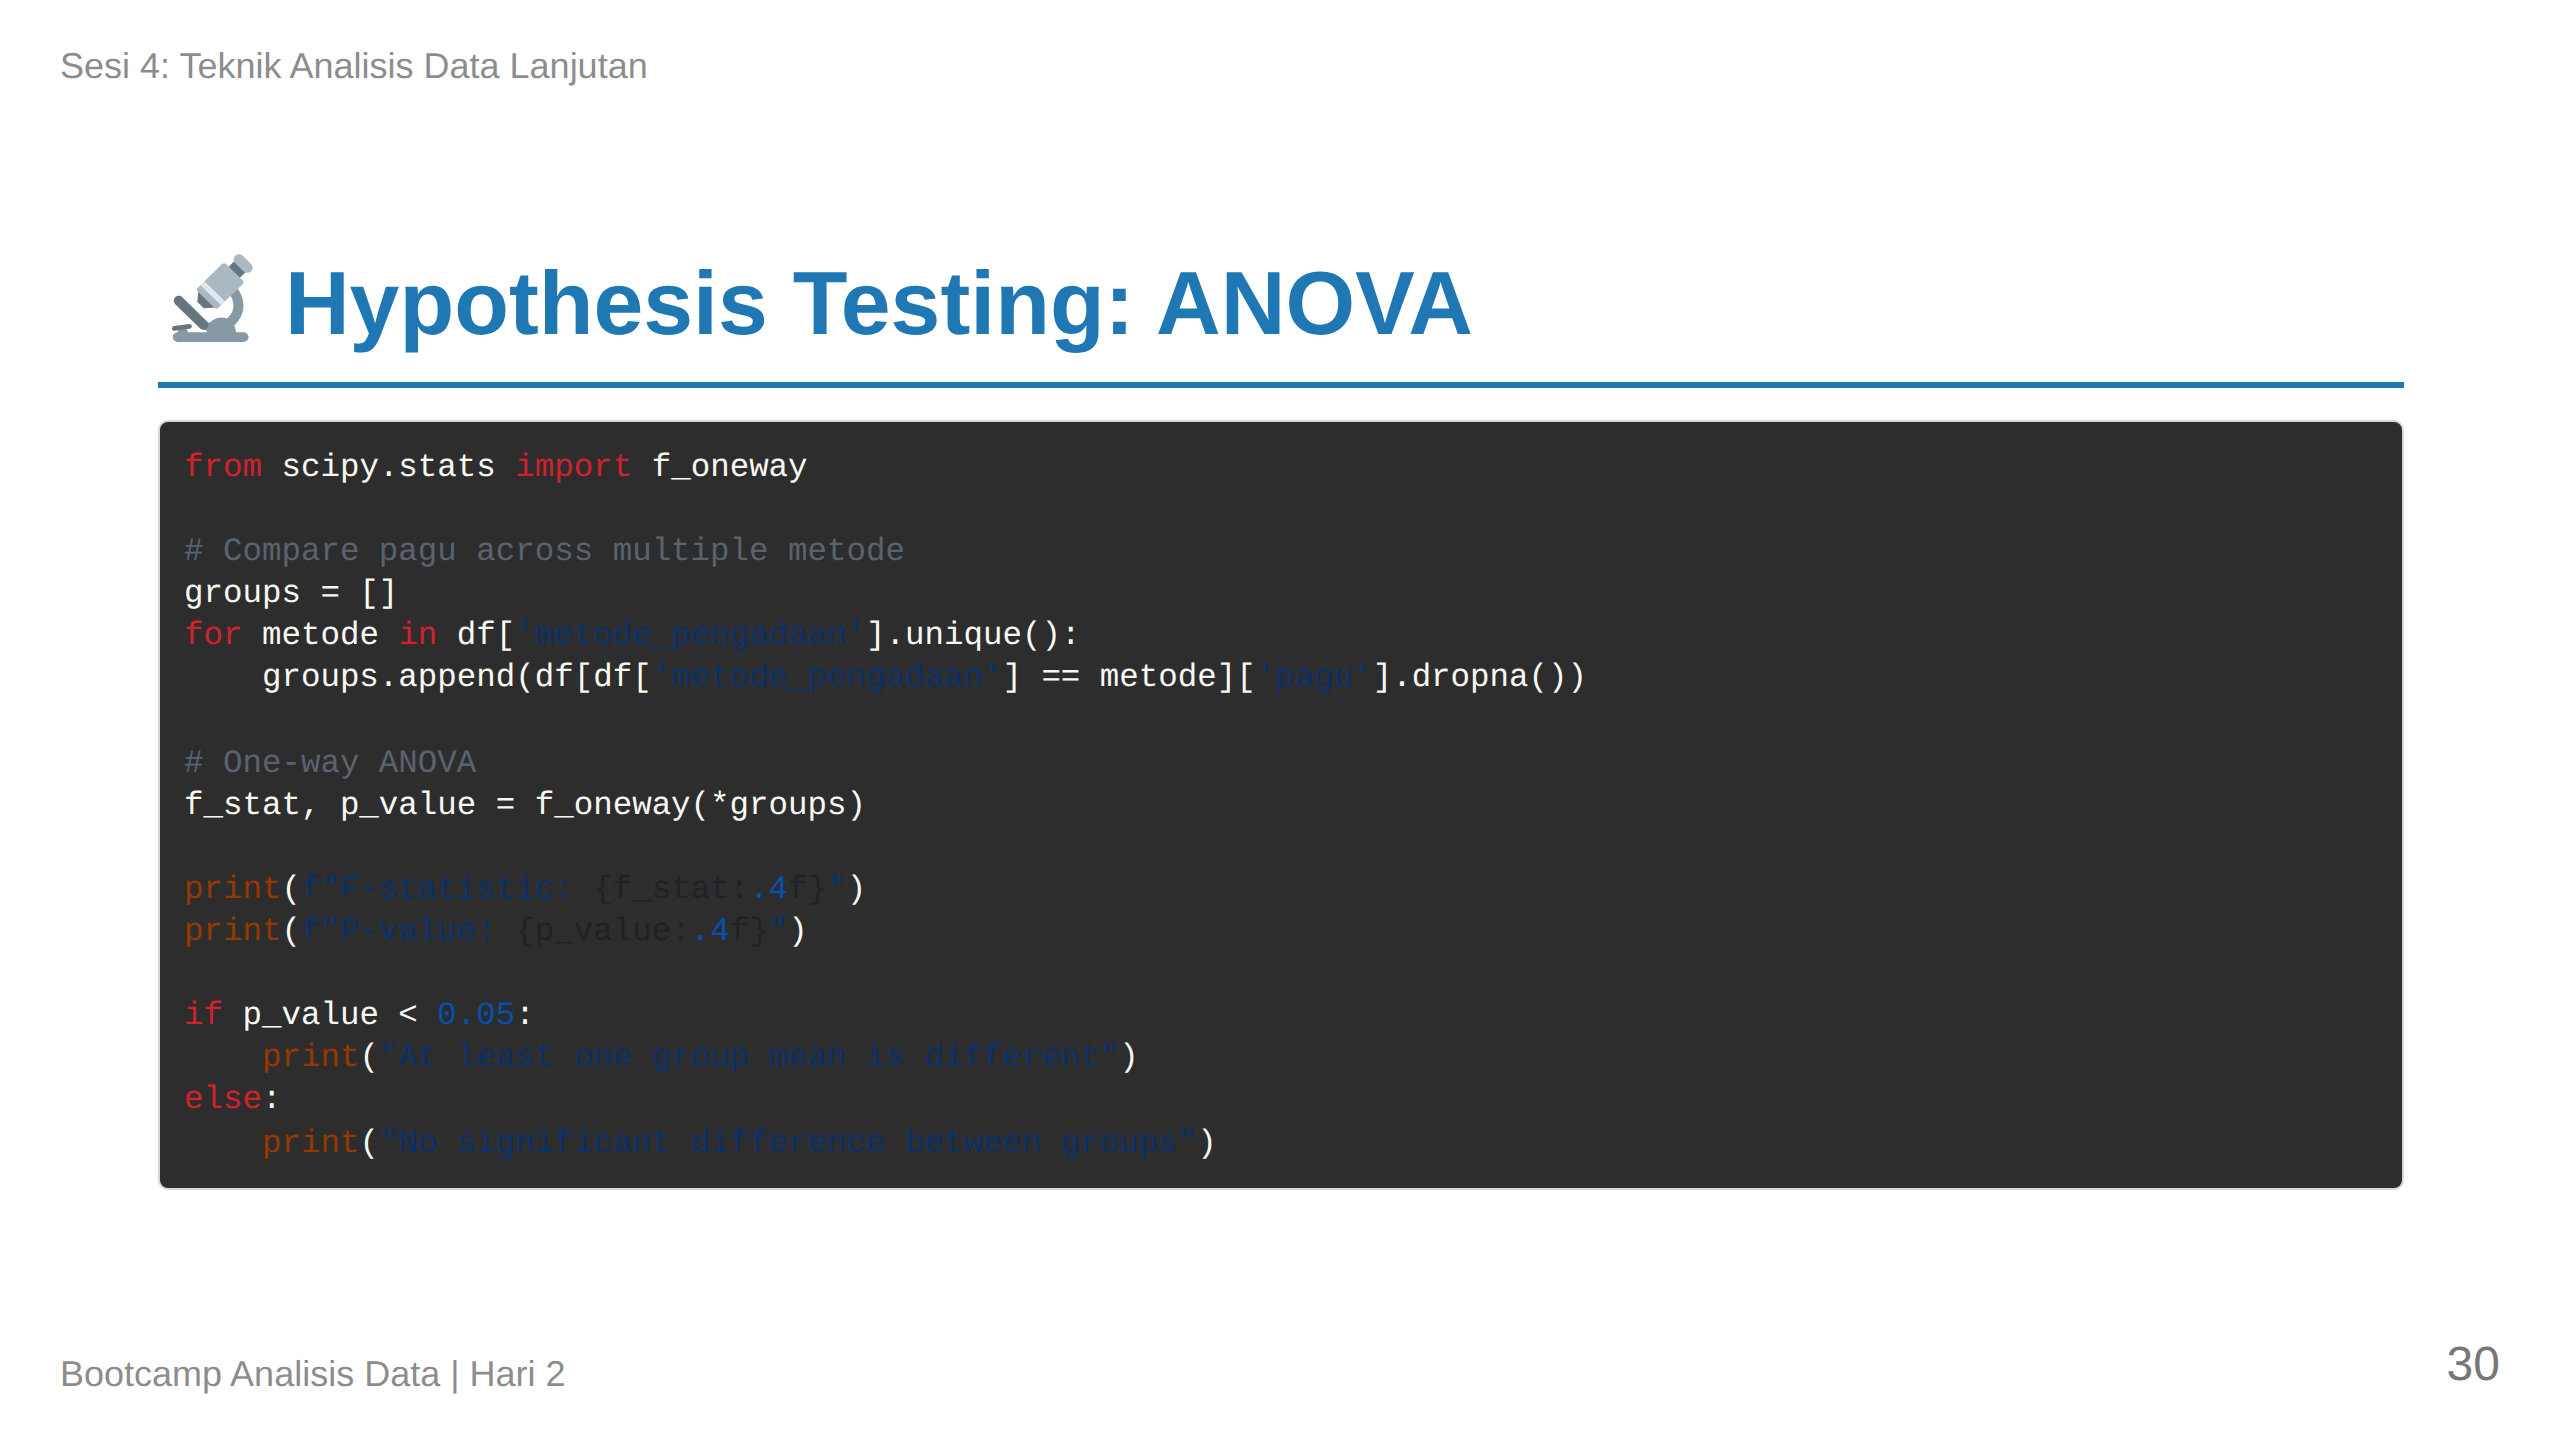 Sesi 4: Teknik Analisis Data Lanjutan
Hypothesis Testing: ANOVA
from scipy.stats import f_oneway
# Compare pagu across multiple metode
groups = []
for metode in df['metode_pengadaan'].unique():
    groups.append(df[df['metode_pengadaan'] == metode]['pagu'].dropna())
# One-way ANOVA
f_stat, p_value = f_oneway(*groups)
print(f"F-statistic: {f_stat:.4f}")
print(f"P-value: {p_value:.4f}")
if p_value < 0.05:
    print("At least one group mean is different")
else:
    print("No significant difference between groups")
Bootcamp Analisis Data | Hari 2
30